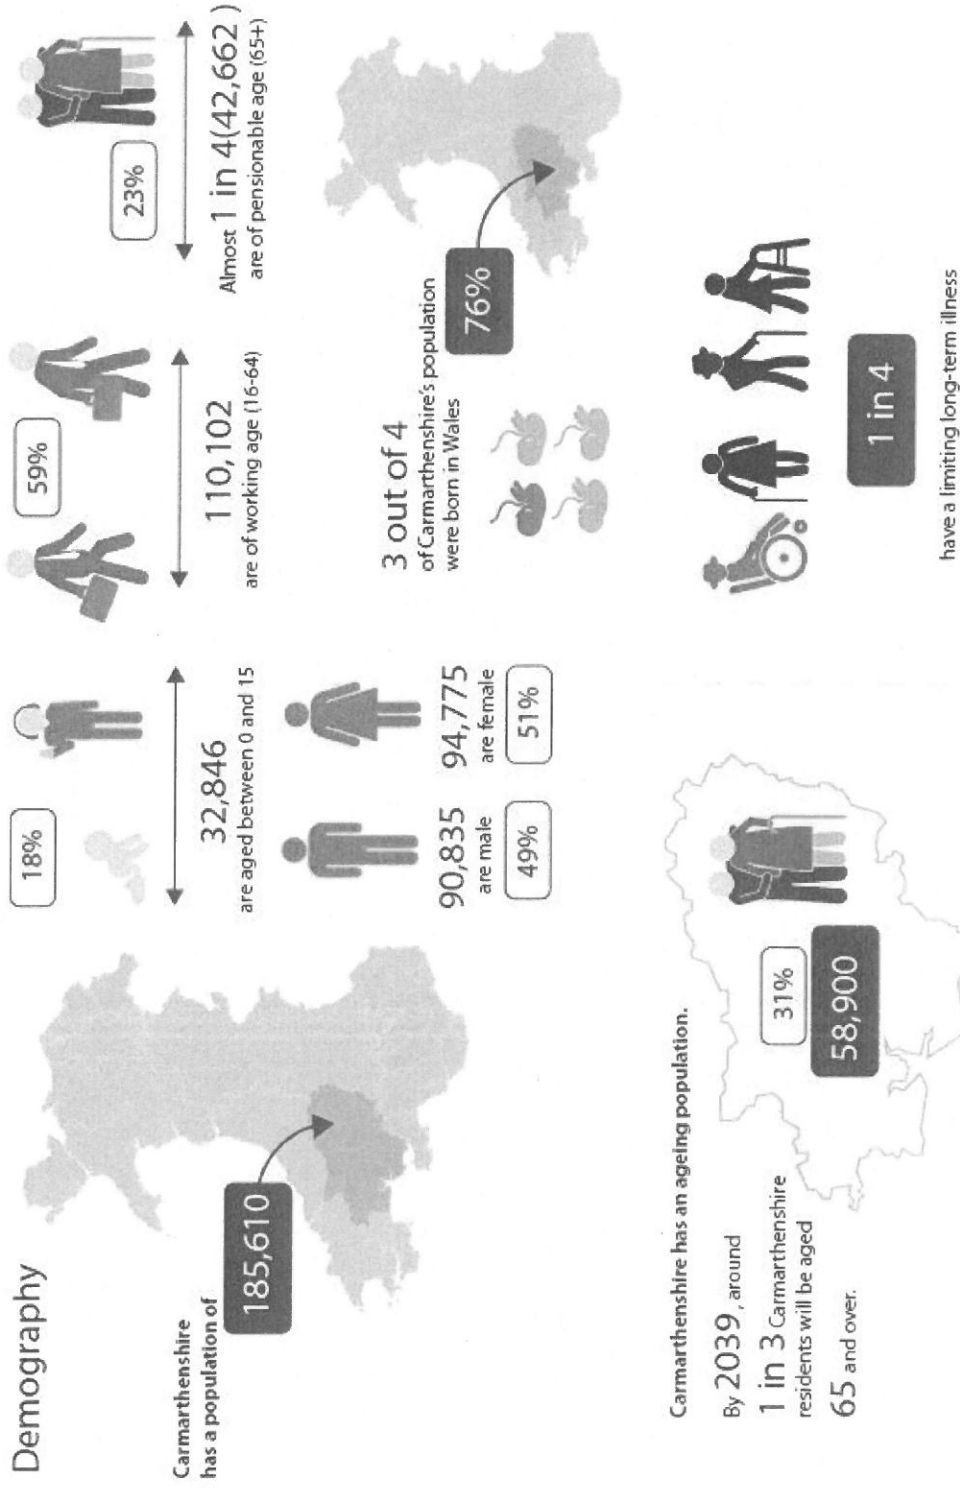 Demography
Carmarthenshire
has a population of
185,610
18%
32,846
are aged between 0 and 15
59%
110,102
are of working age (16-64)
23%
Almost 1 in 4(42,662 )
are of pensionable age (65+)
90,835
are male
49%
94,775
are female
51%
3 out of 4
of Carmarthenshire's population
were born in Wales
76%
Carmarthenshire has an ageing population.
By 2039, around
1 in 3 Carmarthenshire
residents will be aged
65 and over.
31%
58,900
1 in 4
have a limiting long-term illness